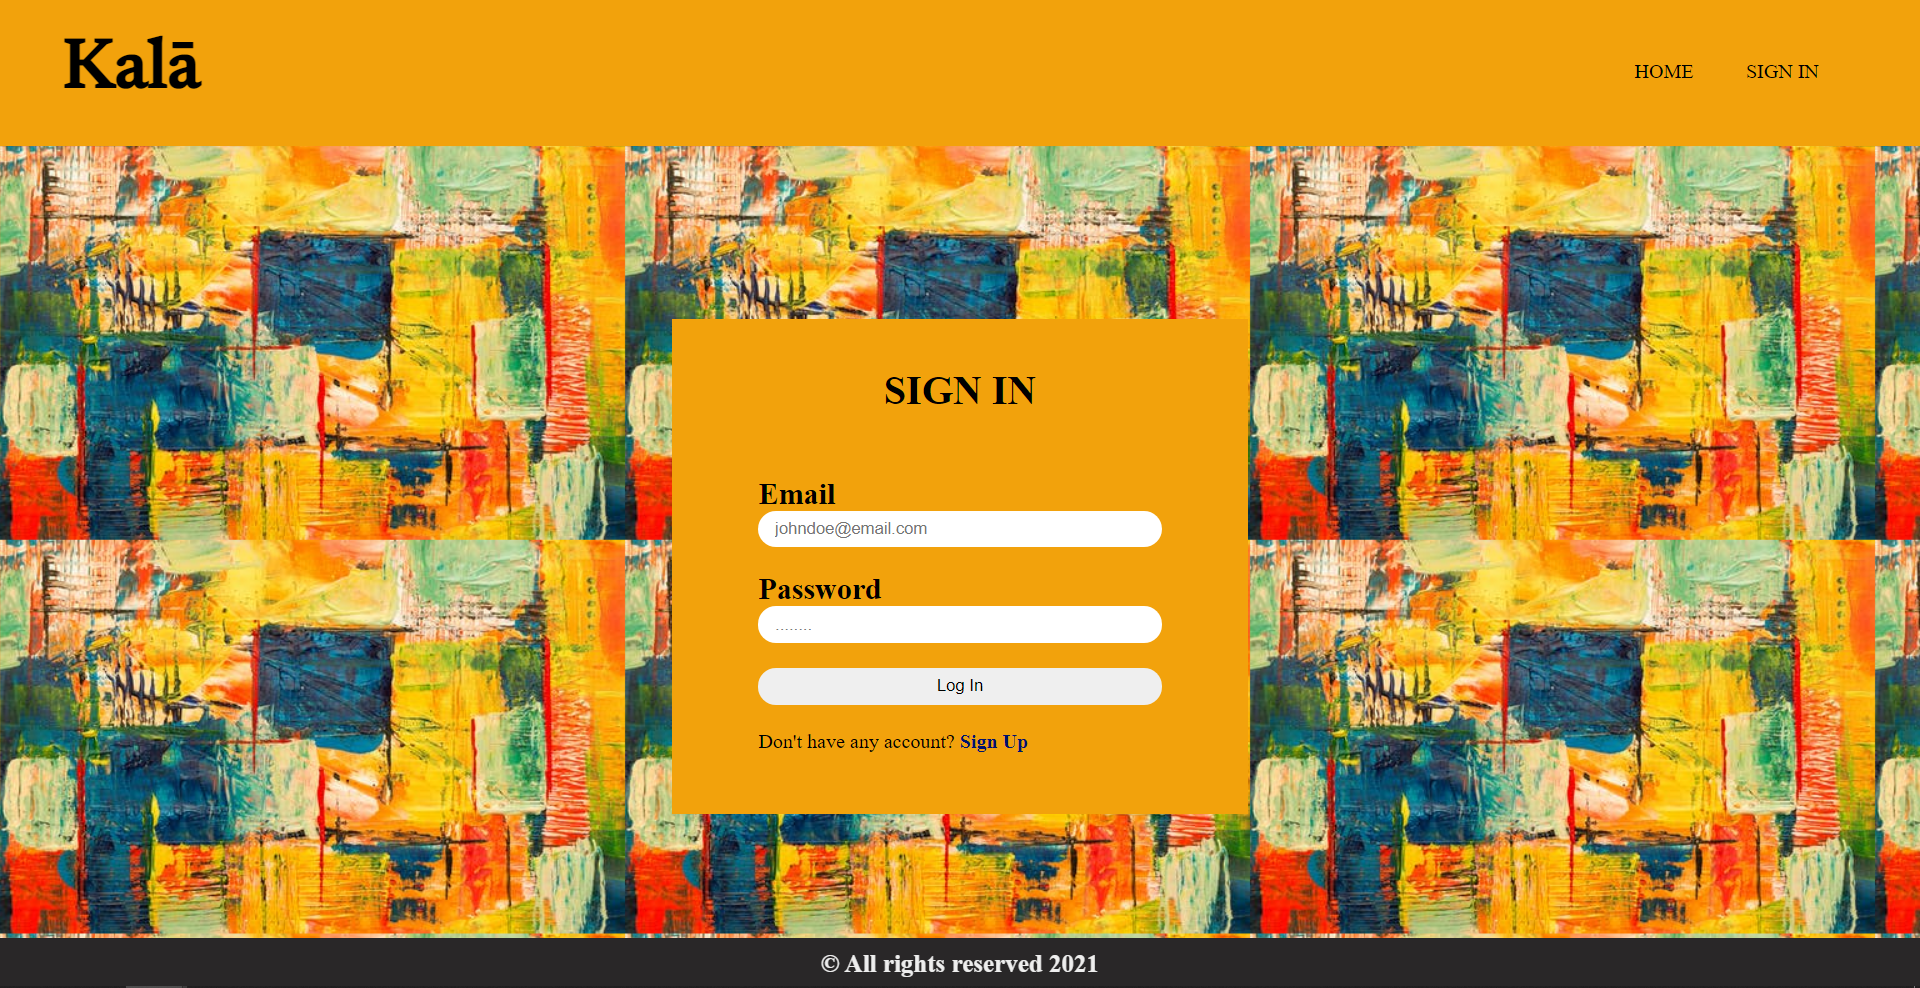 Kalā
HOME SIGN IN
SIGN IN
Email
johndoe@email.com
Password
........
Log In
Don't have any account? Sign Up
© All rights reserved 2021